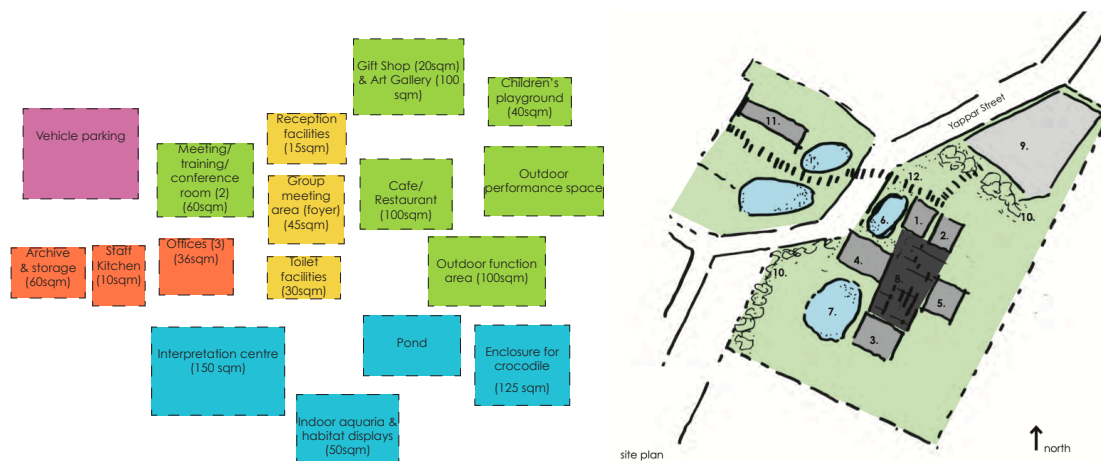 Gift Shop (20sqm)
& Art Gallery (100
sqm)
Children's
playground
(40sqm)
Vehicle parking
Reception
facilities
(15sqm)
Meeting/
training/
conference
room (2)
(60sqm)
Group
meeting
area (foyer)
(45sqm)
Cafe/
Restaurant
(100sqm)
Outdoor
performance space
Archive
& storage
(60sqm)
Staff
Kitchen
(10sqm)
Offices (3)
(36sqm)
Toilet
facilities
(30sqm)
Outdoor function
area (100sqm)
Interpretation centre
(150 sqm)
Pond
Enclosure for
crocodile
(125 sqm)
Indoor aquaria &
habitat displays
(50sqm)
Yappar Street
11.
9.
12.
10.
6.
1.
2.
4.
10.
8.
5.
7.
3.
site plan
north